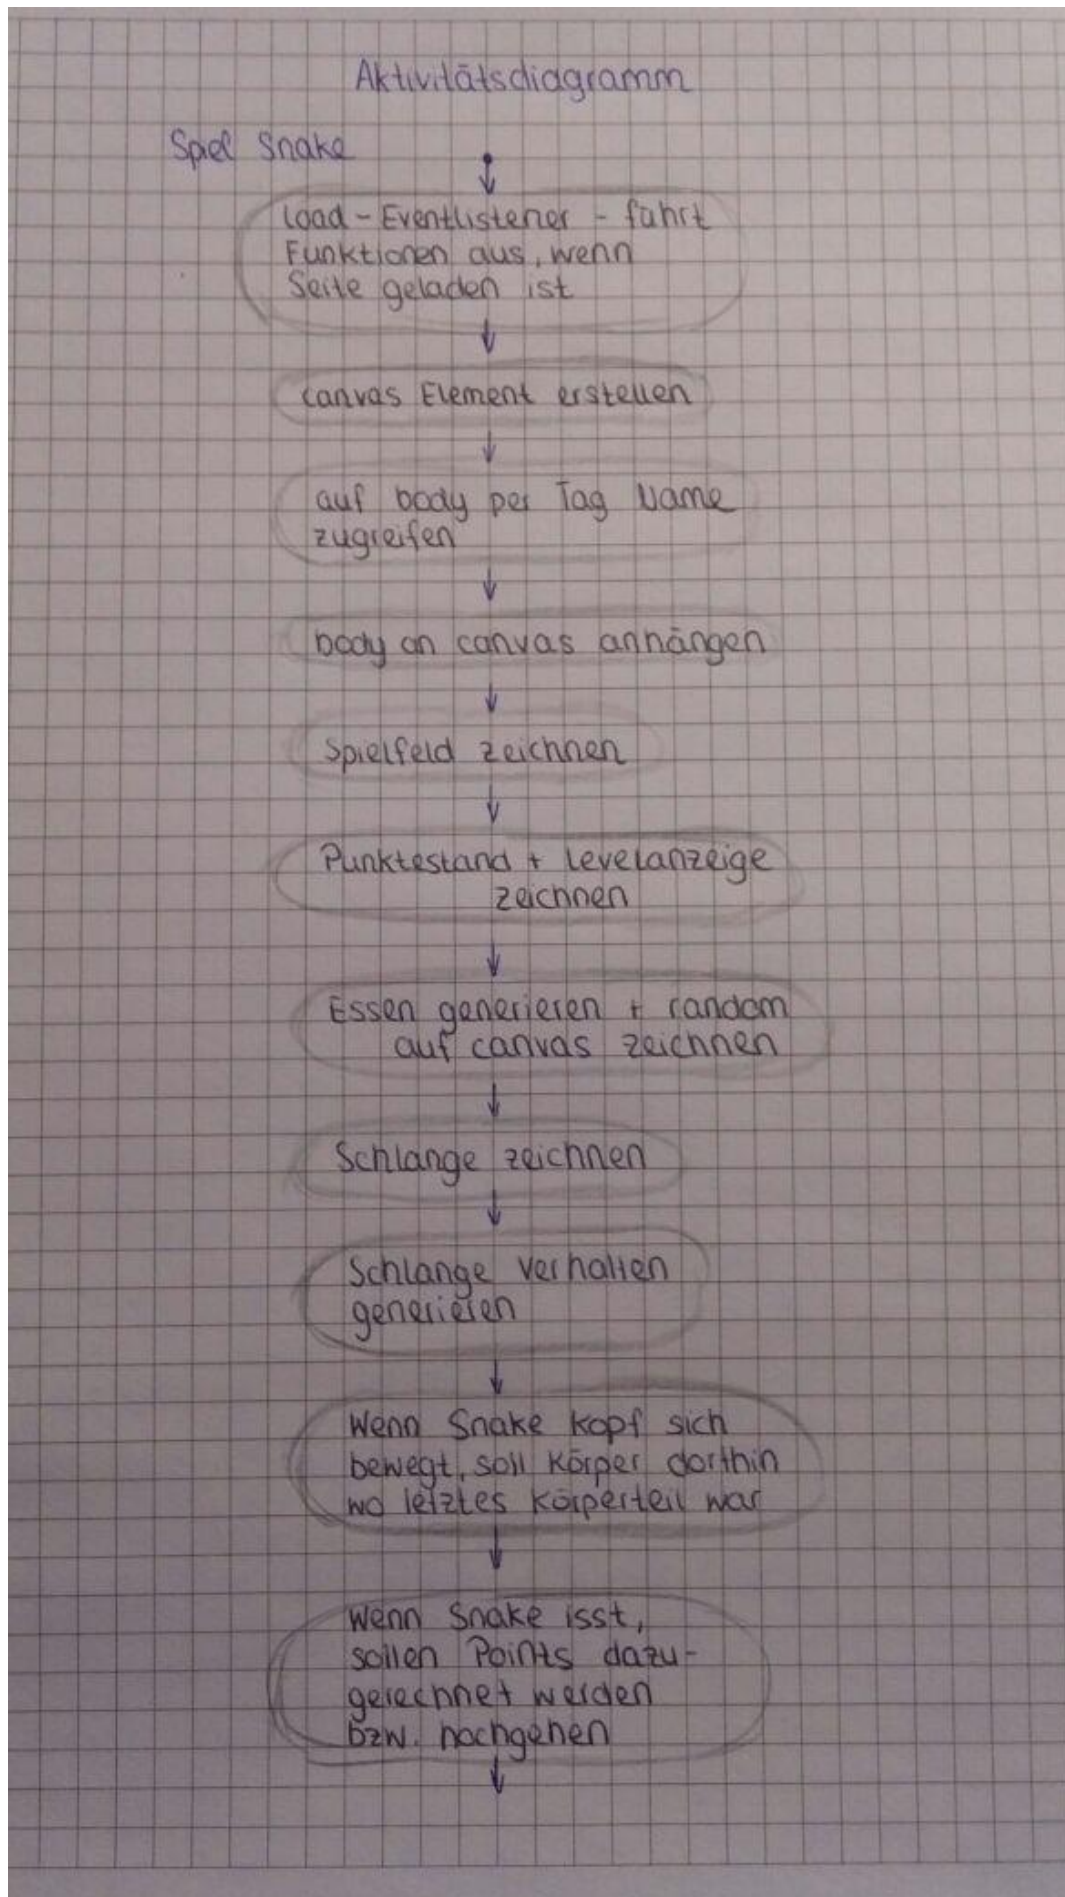 Aktivitätsdiagramm
Spiel Snake
Load - Eventlistener - führt
Funktionen aus, wenn
Seite geladen ist
canvas Element erstellen
auf body per Tag Name
zugreifen
body an canvas anhängen
Spielfeld zeichnen
Punktestand + Levelanzeige
zeichnen
Essen generieren + random
auf canvas zeichnen
Schlange zeichnen
Schlange verhalten
generieren
Wenn Snake Kopf sich
bewegt, soll Körper dorthin
wo letztes Körperteil war
Wenn Snake isst,
sollen Points dazu-
gerechnet werden
bzw. hochgehen